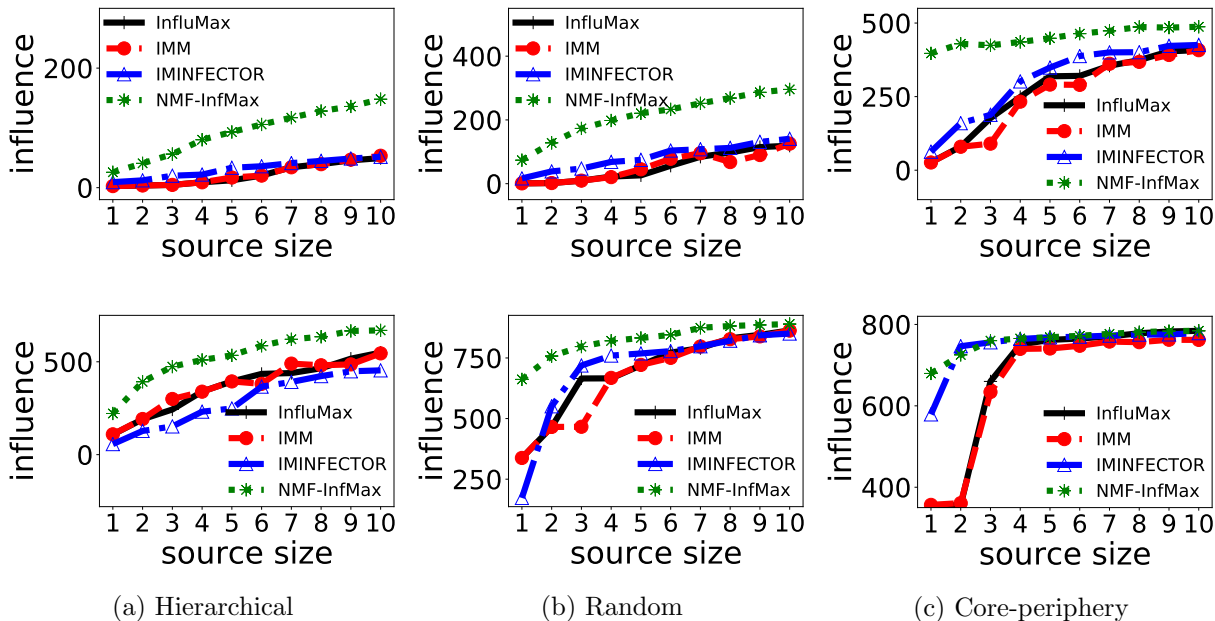 influence
200
0
InfluMax
IMM
IMINFECTOR
NMF-InfMax
1 2 3 4 5 6 7 8 9 10
source size
influence
400
200
0
InfluMax
IMM
IMINFECTOR
NMF-InfMax
1 2 3 4 5 6 7 8 9 10
source size
influence
500
250
0
InfluMax
IMM
IMINFECTOR
NMF-InfMax
1 2 3 4 5 6 7 8 9 10
source size
influence
500
0
InfluMax
IMM
IMINFECTOR
NMF-InfMax
1 2 3 4 5 6 7 8 9 10
source size
influence
750
500
250
InfluMax
IMM
IMINFECTOR
NMF-InfMax
1 2 3 4 5 6 7 8 9 10
source size
influence
800
600
400
InfluMax
IMM
IMINFECTOR
NMF-InfMax
1 2 3 4 5 6 7 8 9 10
source size
(a) Hierarchical
(b) Random
(c) Core-periphery